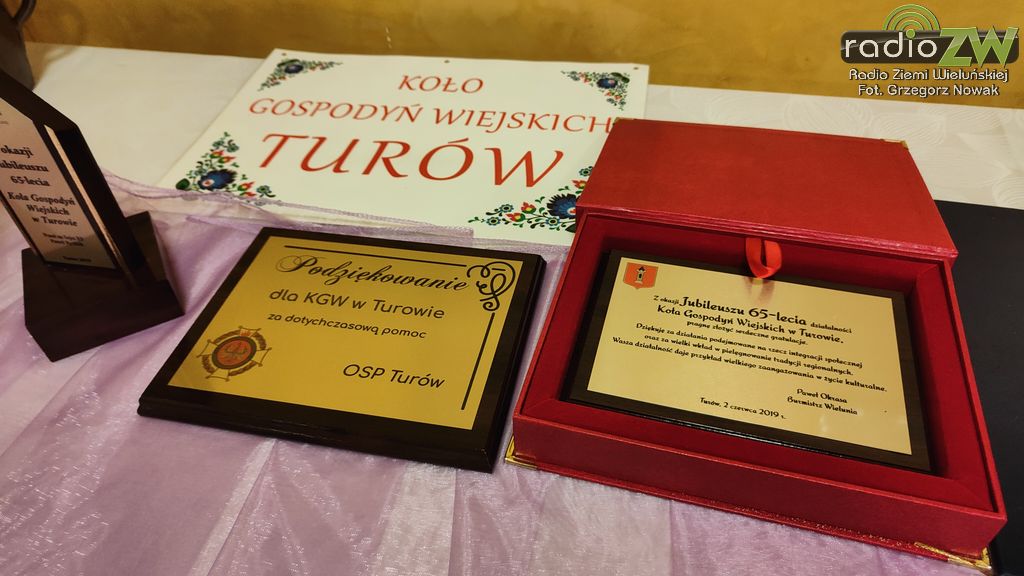 radioZW
Radio Ziemi Wieluńskiej
Fot. Grzegorz Nowak
KOŁO
GOSPODYŃ WIEJSKICH
TURÓW
okazji
Jubileuszu
65-lecia
Koła Gospodyń
Wiejskich
w Turowie
Podziękowanie
dla KGW w Turowie
za dotychczasową pomoc
OSP Turów
Z okazji Jubileuszu 65-lecia działalności
Koła Gospodyń Wiejskich w Turowie,
pragnę złożyć serdeczne gratulacje.
Dziękuję za działania podejmowane na rzecz integracji społecznej
oraz za wielki wkład w pielęgnowanie tradycji regionalnych.
Wasza działalność daje przykład wielkiego zaangażowania w życie kulturalne.
Paweł Okrasa
Burmistrz Wielunia
Turów, 2 czerwca 2019 r.